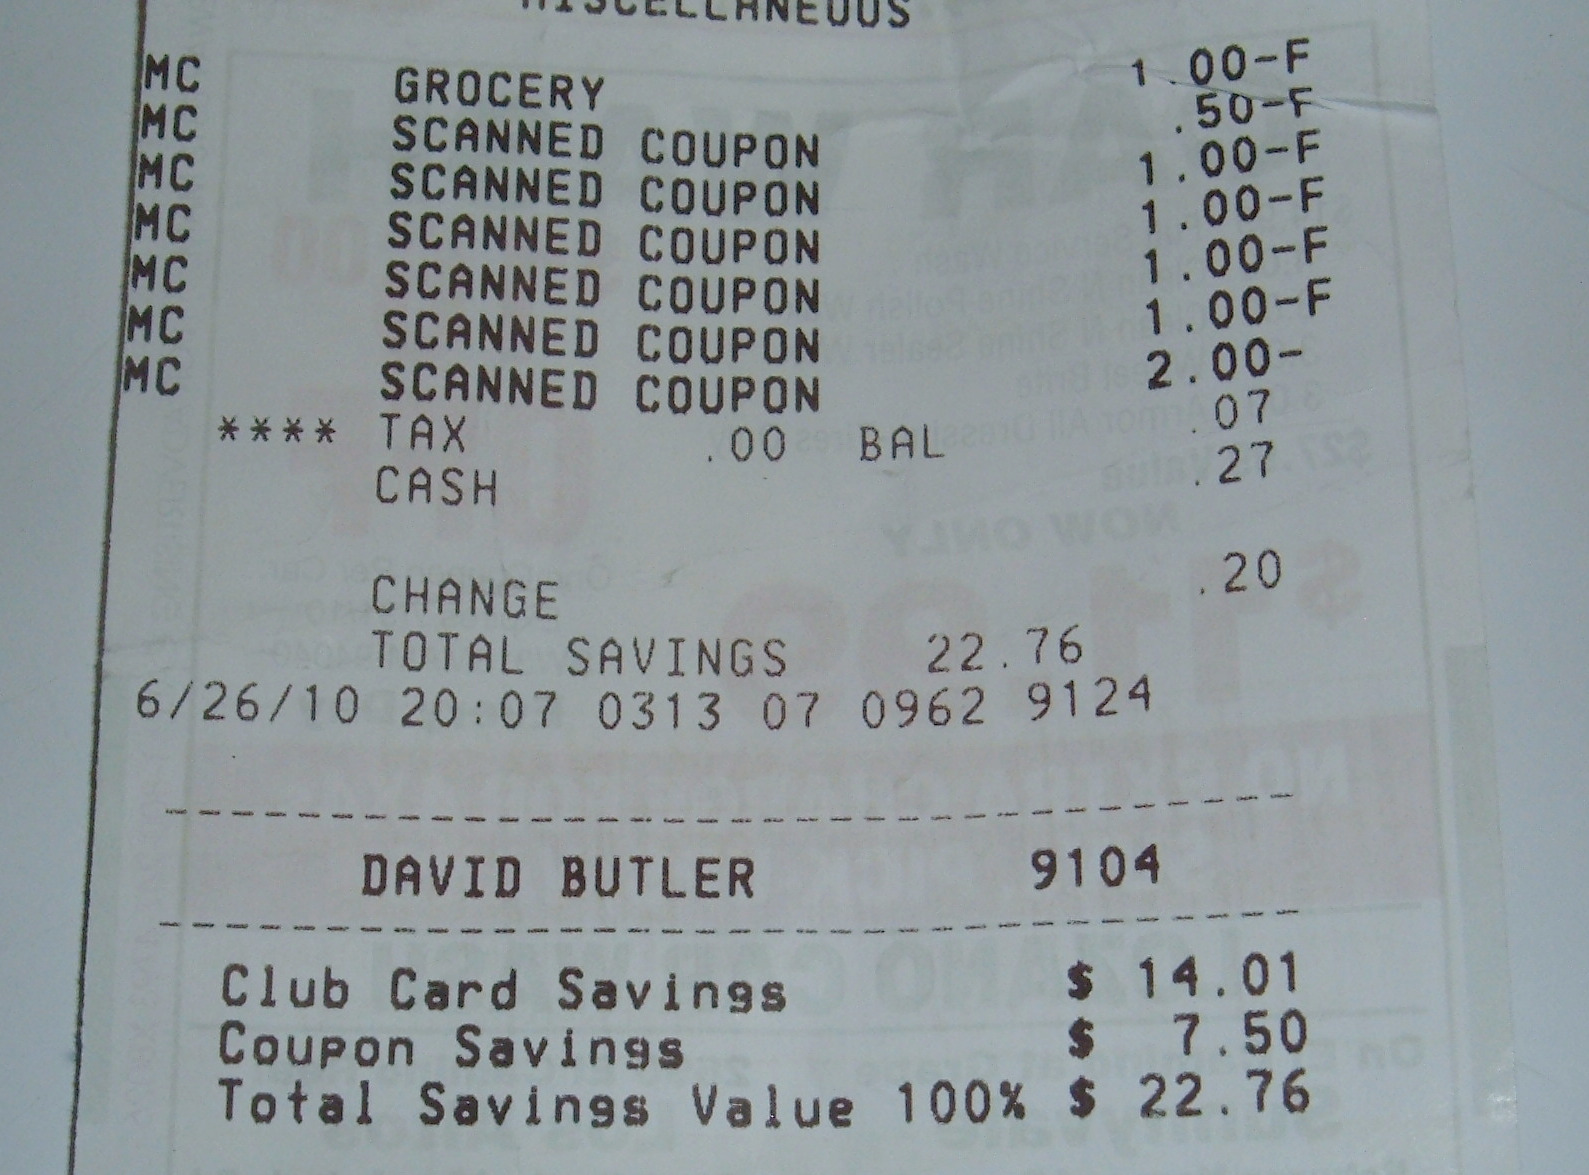 MISCELLANEOUS
MC GROCERY 1.00-F
MC SCANNED COUPON .50-F
MC SCANNED COUPON 1.00-F
MC SCANNED COUPON 1.00-F
MC SCANNED COUPON 1.00-F
MC SCANNED COUPON 1.00-F
MC SCANNED COUPON 2.00-
**** TAX .00 BAL .07
CASH .27
CHANGE .20
TOTAL SAVINGS 22.76
6/26/10 20:07 0313 07 0962 9124
DAVID BUTLER 9104
Club Card Savings $ 14.01
Coupon Savings $ 7.50
Total Savings Value 100% $ 22.76